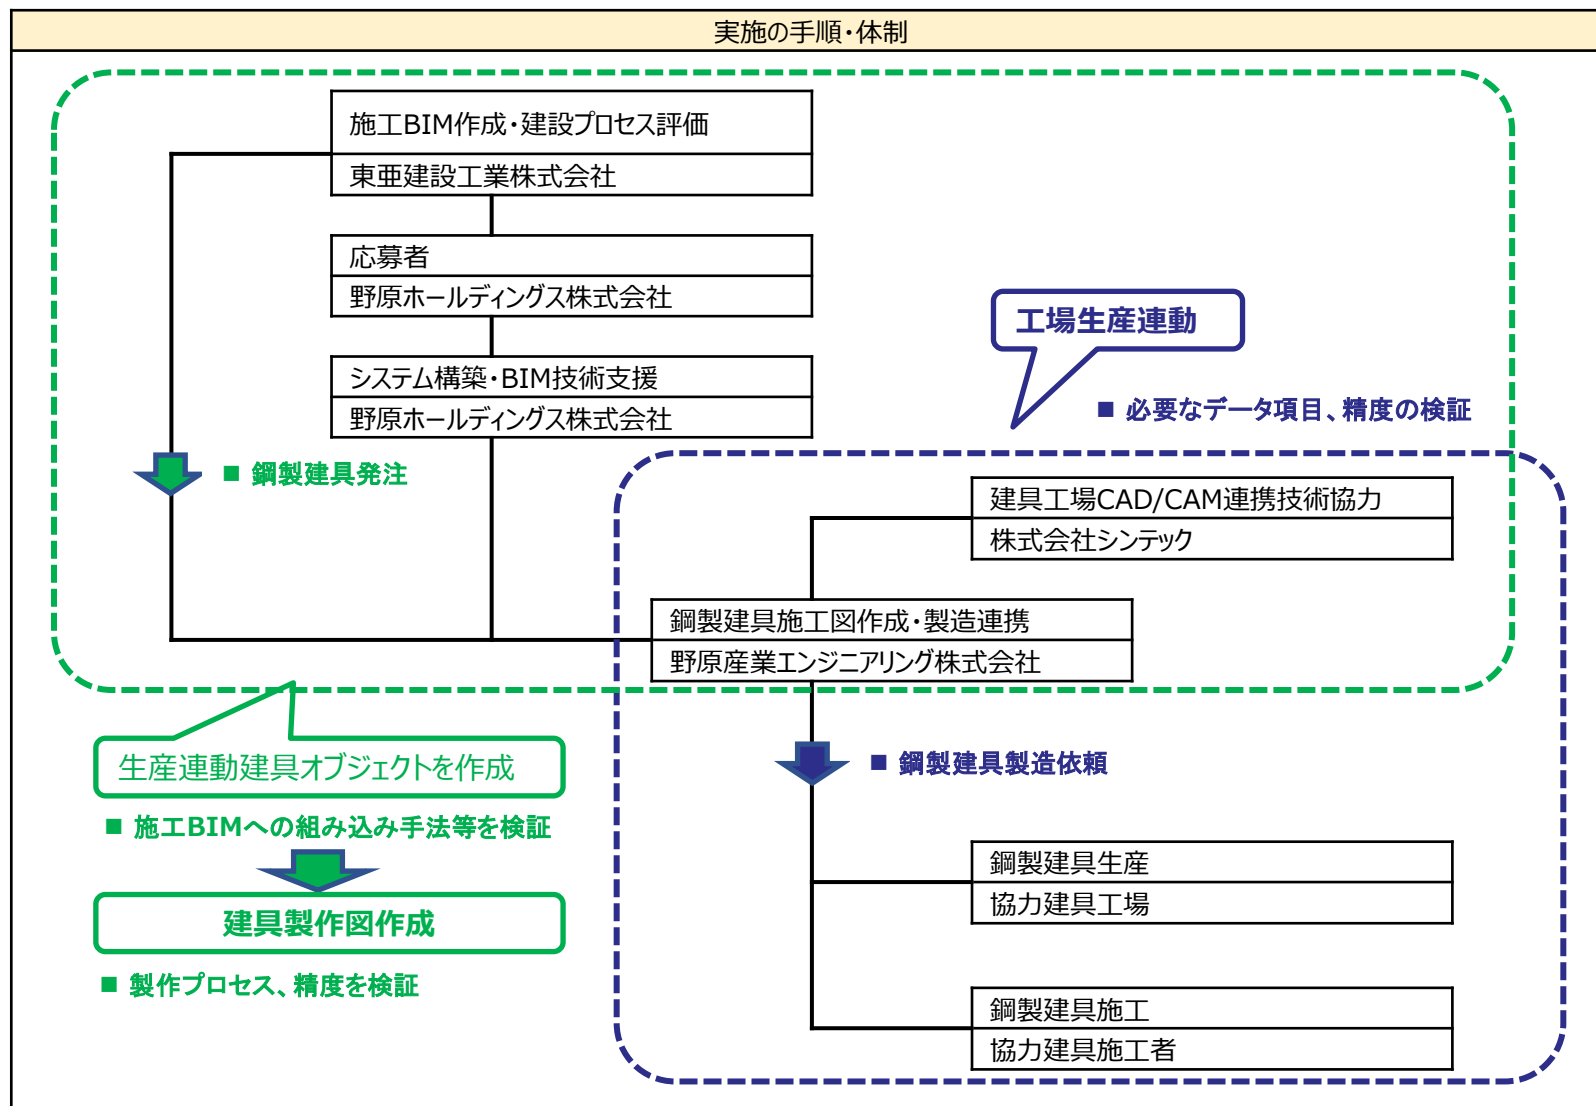 実施の手順・体制
施工BIM作成・建設プロセス評価
東亜建設工業株式会社
応募者
野原ホールディングス株式会社
システム構築・BIM技術支援
野原ホールディングス株式会社
工場生産連動
■ 必要なデータ項目、精度の検証
■ 鋼製建具発注
建具工場CAD/CAM連携技術協力
株式会社シンテック
鋼製建具施工図作成・製造連携
野原産業エンジニアリング株式会社
生産連動建具オブジェクトを作成
■ 施工BIMへの組み込み手法等を検証
建具製作図作成
■ 製作プロセス、精度を検証
■ 鋼製建具製造依頼
鋼製建具生産
協力建具工場
鋼製建具施工
協力建具施工者